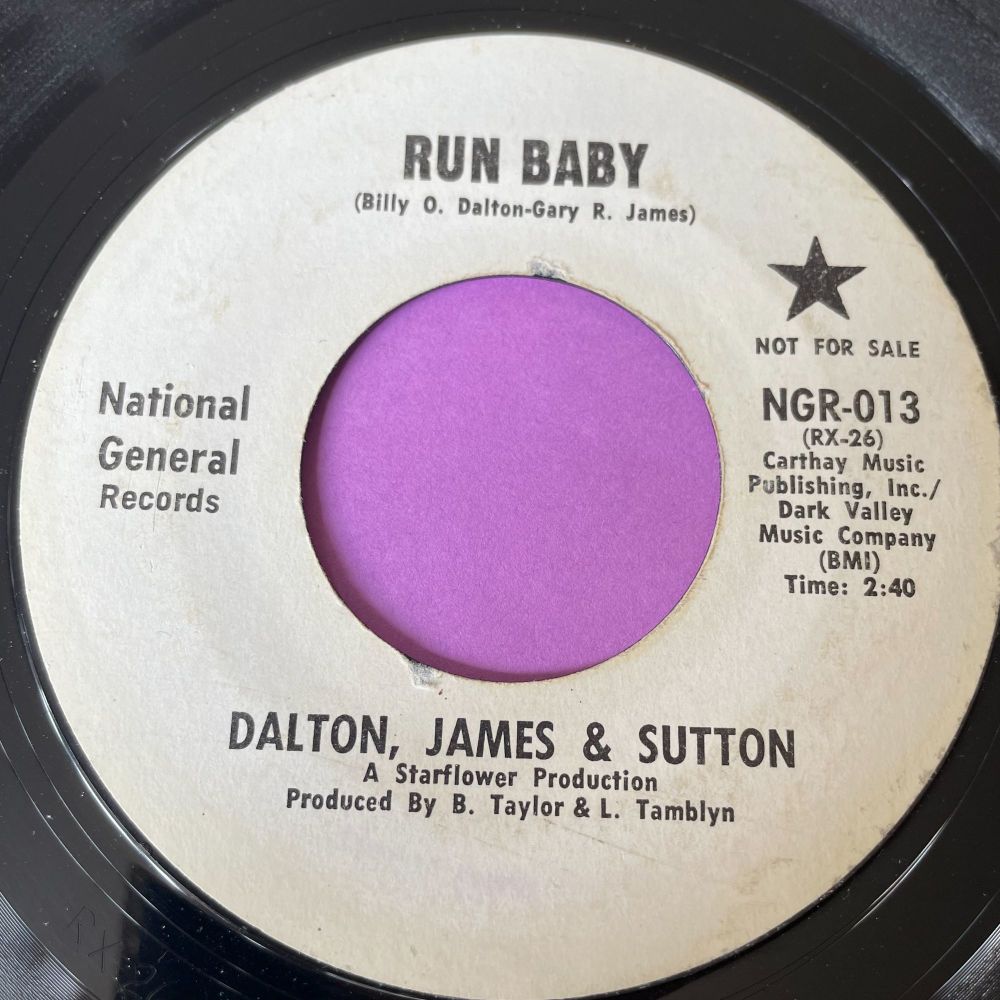 RUN BABY
(Billy O. Dalton-Gary R. James)
NOT FOR SALE
National
General
Records
NGR-013
(RX-26)
Carthay Music
Publishing, Inc./
Dark Valley
Music Company
(BMI)
Time: 2:40
DALTON, JAMES & SUTTON
A Starflower Production
Produced By B. Taylor & L. Tamblyn